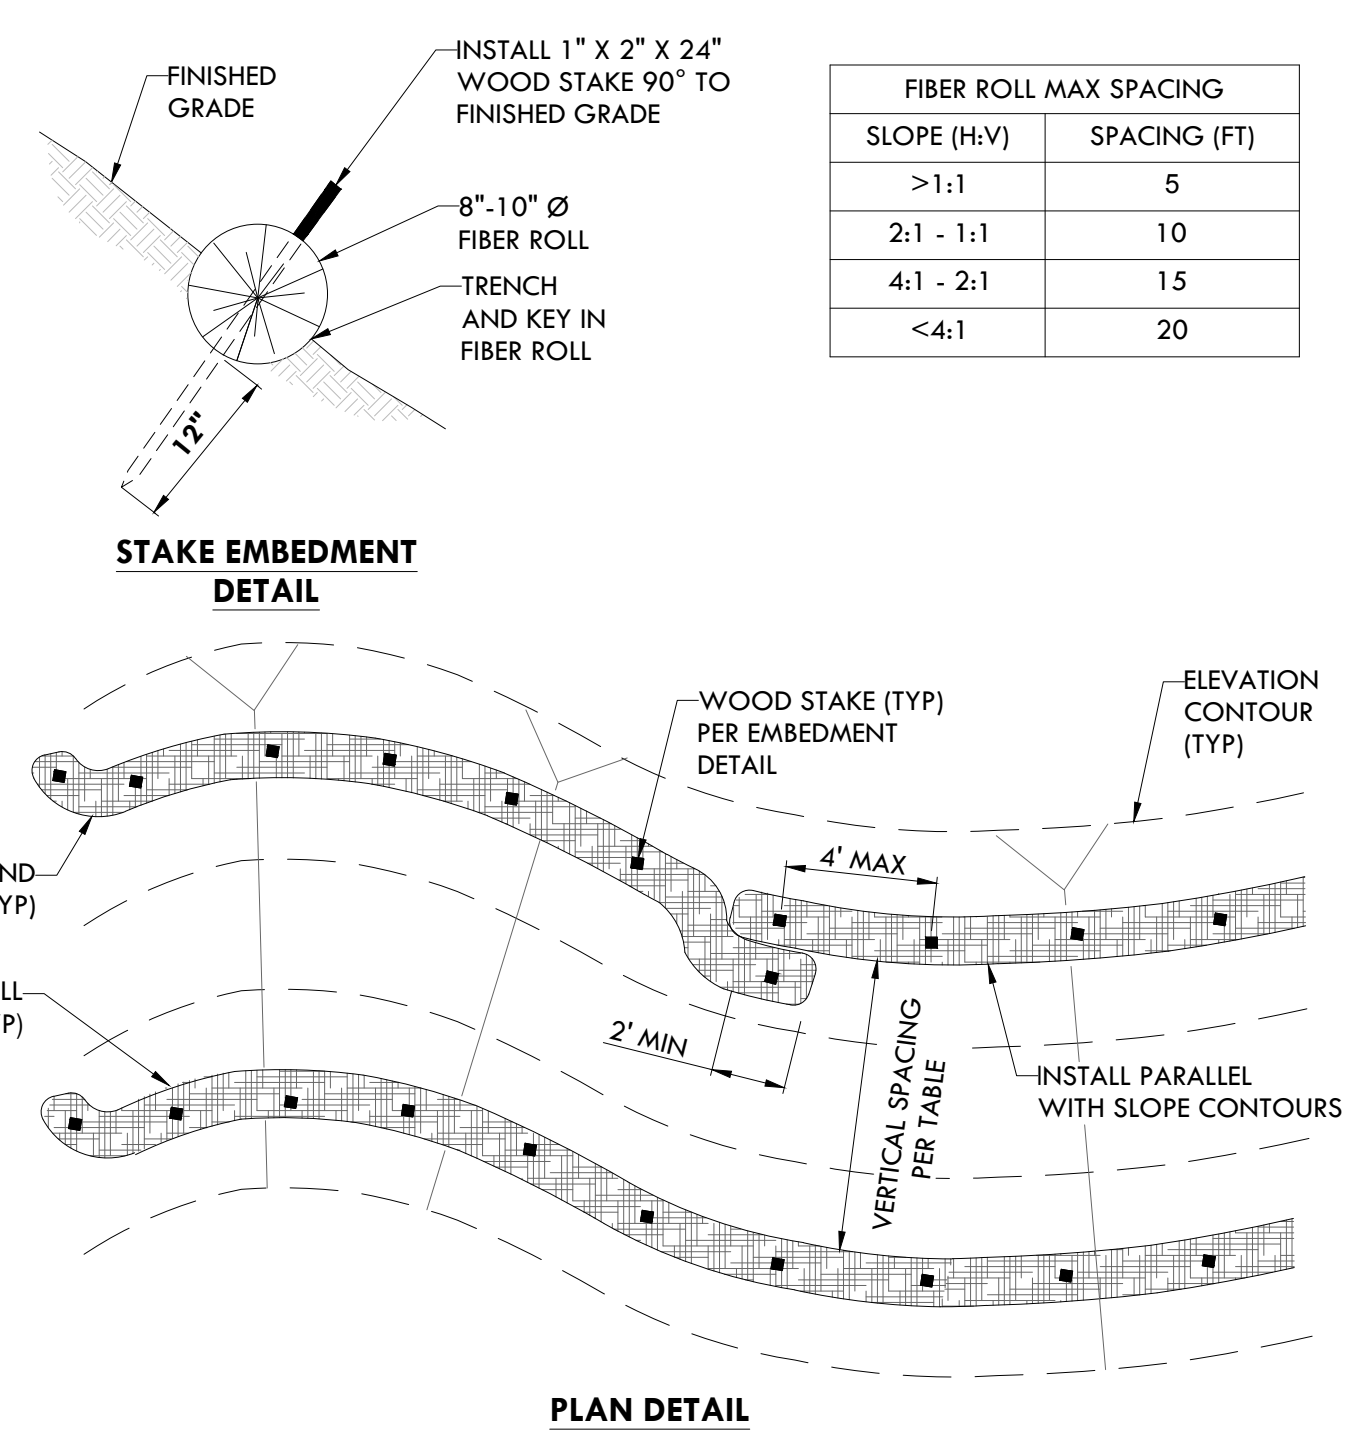 FINISHED
GRADE
INSTALL 1" X 2" X 24"
WOOD STAKE 90° TO
FINISHED GRADE
8"-10" Ø
FIBER ROLL
TRENCH
AND KEY IN
FIBER ROLL
12"
STAKE EMBEDMENT
DETAIL
FIBER ROLL MAX SPACING
SLOPE (H:V) SPACING (FT)
>1:1 5
2:1 - 1:1 10
4:1 - 2:1 15
<4:1 20
WOOD STAKE (TYP)
PER EMBEDMENT
DETAIL
ELEVATION
CONTOUR
(TYP)
4' MAX
2' MIN
VERTICAL SPACING
PER TABLE
INSTALL PARALLEL
WITH SLOPE CONTOURS
PLAN DETAIL